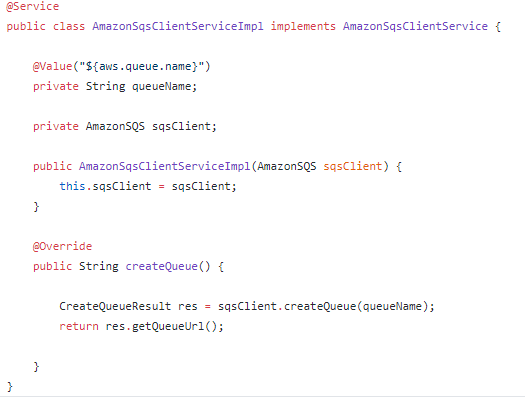 @Service
public class AmazonSqsClientServiceImpl implements AmazonSqsClientService {
@Value("${aws.queue.name}")
private String queueName;
private AmazonSQS sqsClient;
public AmazonSqsClientServiceImpl(AmazonSQS sqsClient) {
this.sqsClient = sqsClient;
}
@Override
public String createQueue() {
CreateQueueResult res = sqsClient.createQueue(queueName);
return res.getQueueUrl();
}
}